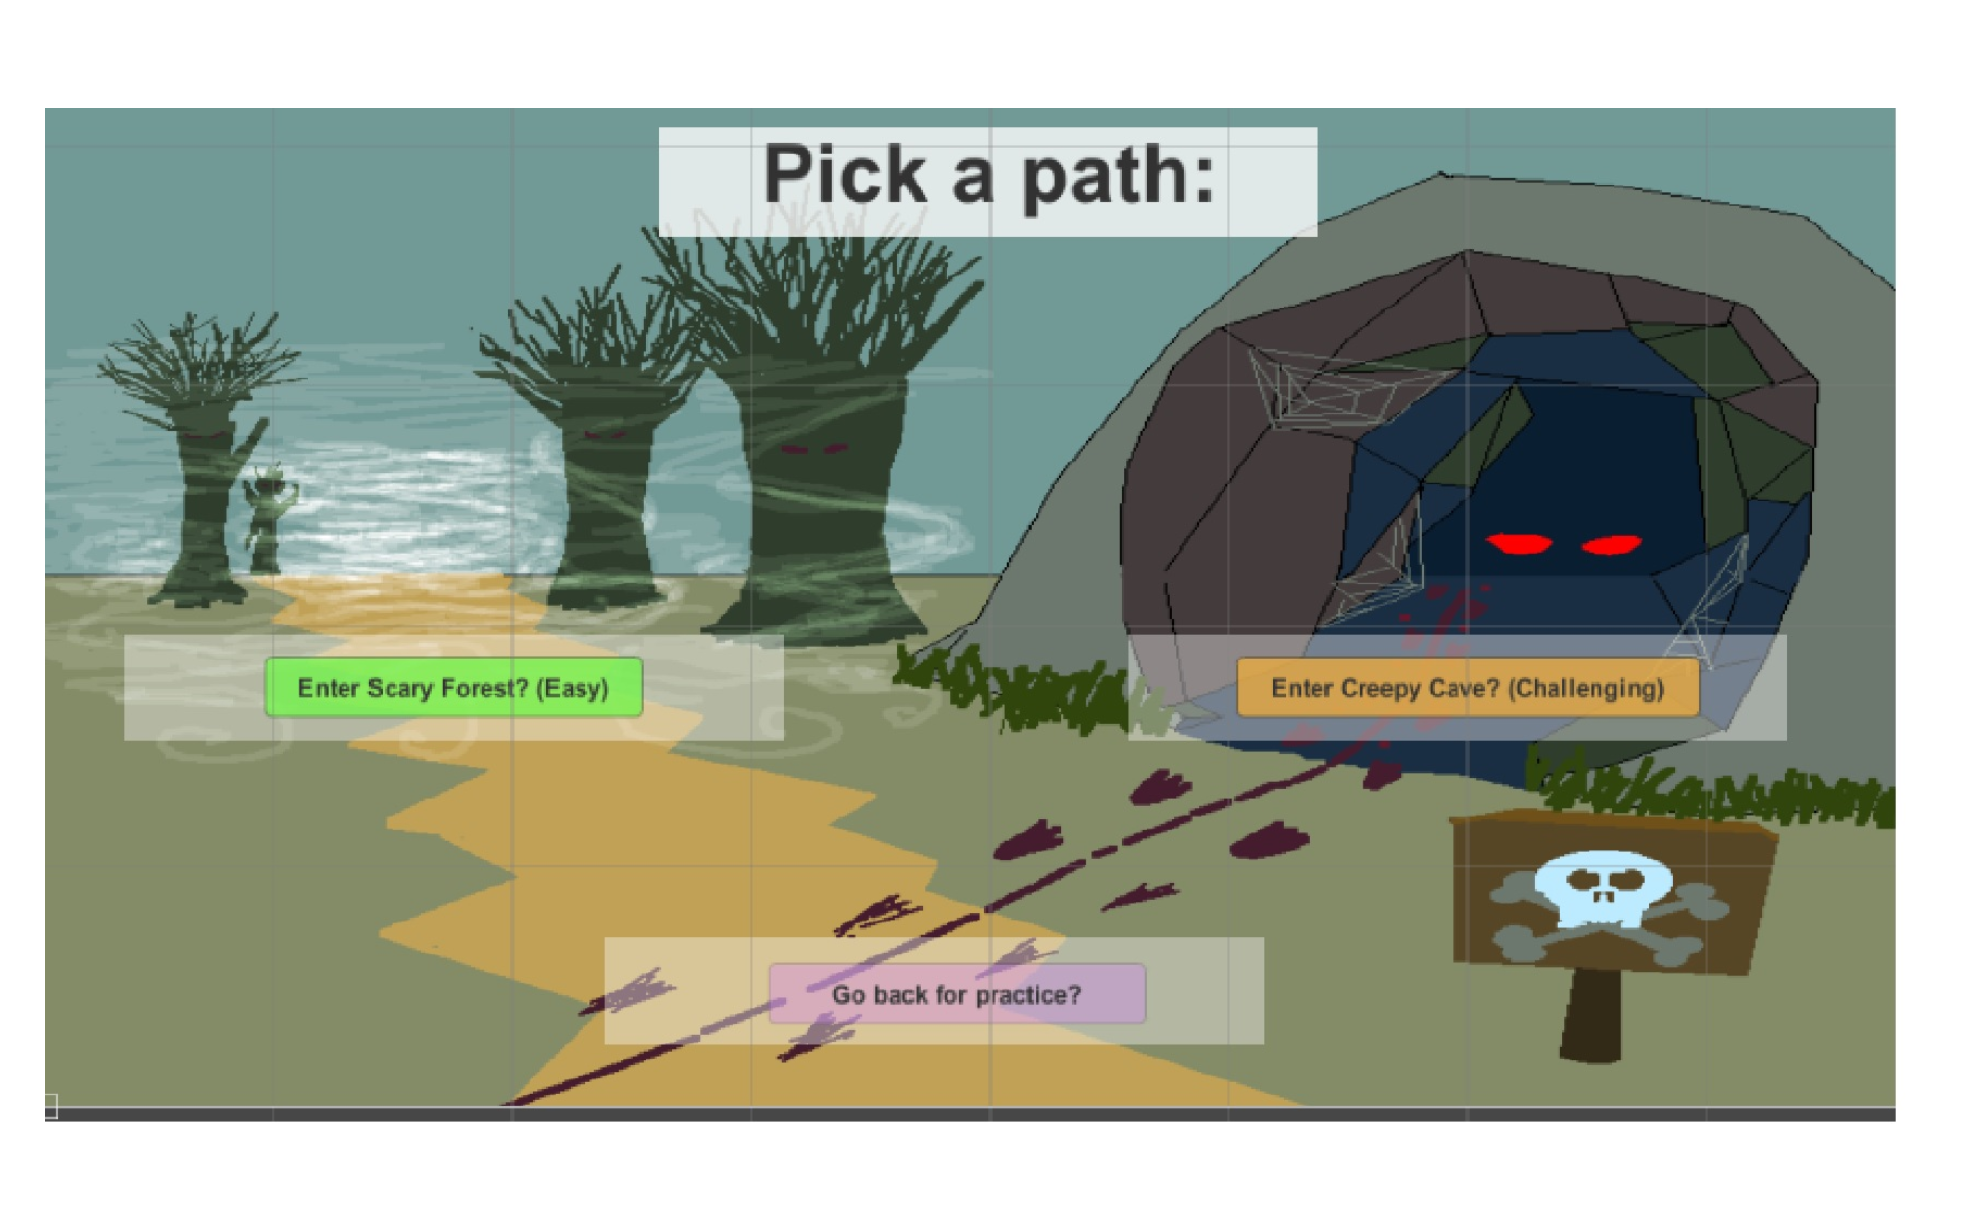 Pick a path:
Enter Scary Forest? (Easy)
Enter Creepy Cave? (Challenging)
Go back for practice?